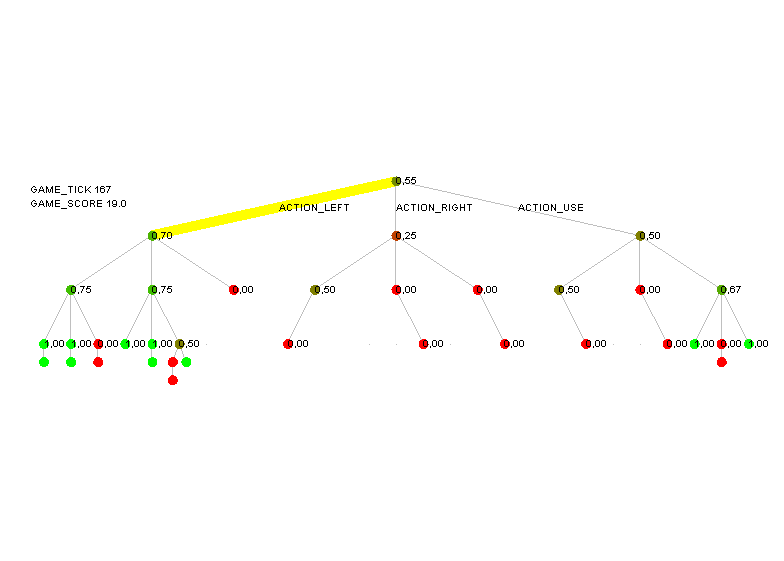 0,55
GAME_TICK 167
GAME_SCORE 19.0
ACTION_LEFT ACTION_RIGHT ACTION_USE
0,70 0,25 0,50
0,75 0,75 0,00 0,50 0,00 0,00 0,50 0,00 0,67
1,00 1,00 0,00 1,00 1,00 0,50 0,00 0,00 0,00 0,00 0,00 1,00 0,00 1,00